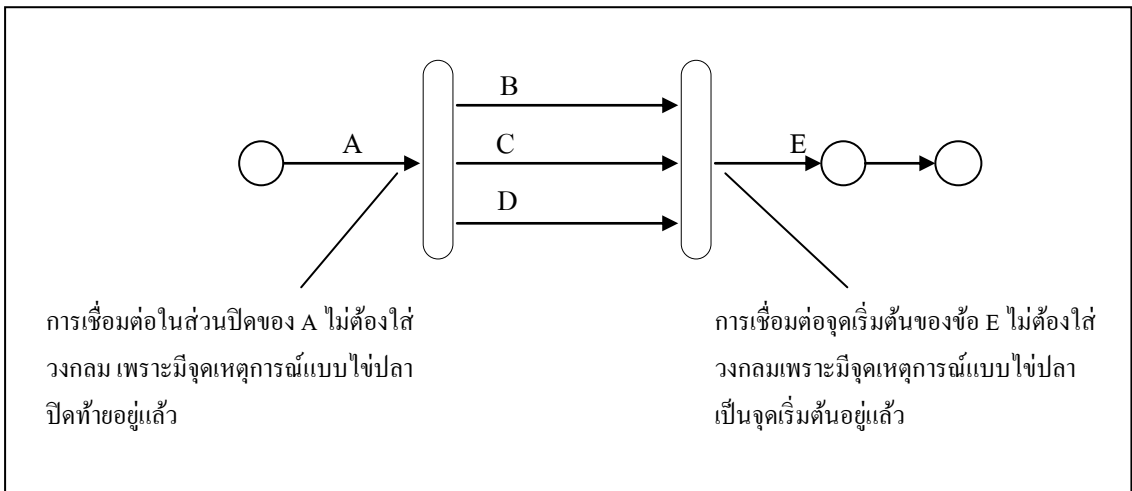 B
A
C
E
D
การเชื่อมต่อในส่วนปิดของ A ไม่ต้องใส่
วงกลม เพราะมีจุดเหตุการณ์แบบไข่ปลา
ปิดท้ายอยู่แล้ว
การเชื่อมต่อจุดเริ่มต้นของข้อ E ไม่ต้องใส่
วงกลมเพราะมีจุดเหตุการณ์แบบไข่ปลา
เป็นจุดเริ่มต้นอยู่แล้ว